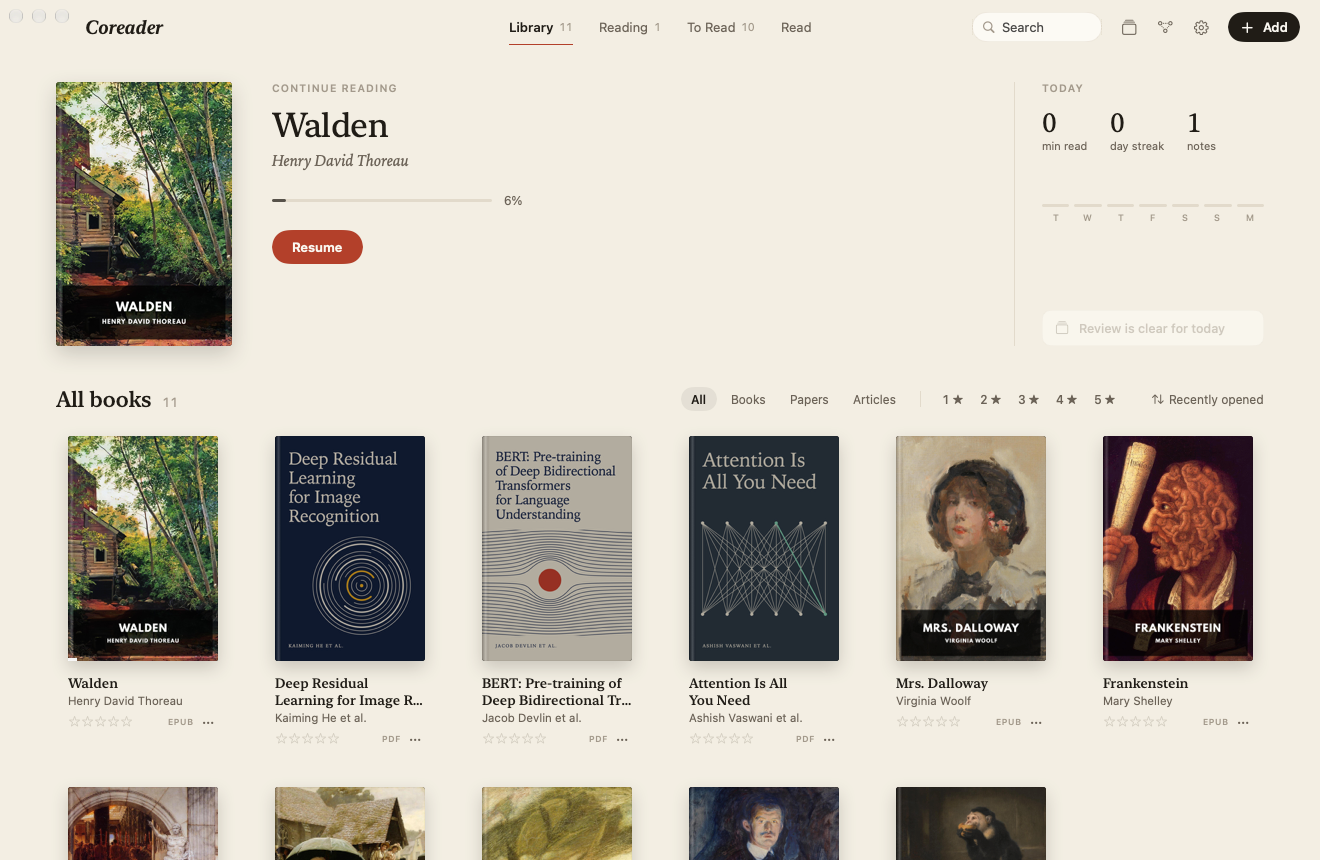 Coreader
Library 11
Reading 1
To Read 10
Read
Search
+ Add
WALDEN
HENRY DAVID THOREAU
CONTINUE READING
Walden
Henry David Thoreau
6%
Resume
TODAY
0 0 1
min read day streak notes
T W T F S S M
Review is clear for today
All books 11
All Books Papers Articles
1 ★ 2 ★ 3 ★ 4 ★ 5 ★
Recently opened
WALDEN
HENRY DAVID THOREAU
Walden
Henry David Thoreau
EPUB ...
Deep Residual
Learning
for Image
Recognition
KAIMING HE ET AL.
Deep Residual
Learning for Image R...
Kaiming He et al.
PDF ...
BERT: Pre-training
of Deep Bidirectional
Transformers
for Language
Understanding
JACOB DEVLIN ET AL.
BERT: Pre-training of
Deep Bidirectional Tr...
Jacob Devlin et al.
PDF ...
Attention Is
All You Need
ASHISH VASWANI ET AL.
Attention Is All
You Need
Ashish Vaswani et al.
PDF ...
MRS. DALLOWAY
VIRGINIA WOOLF
Mrs. Dalloway
Virginia Woolf
EPUB ...
FRANKENSTEIN
MARY SHELLEY
Frankenstein
Mary Shelley
EPUB ...